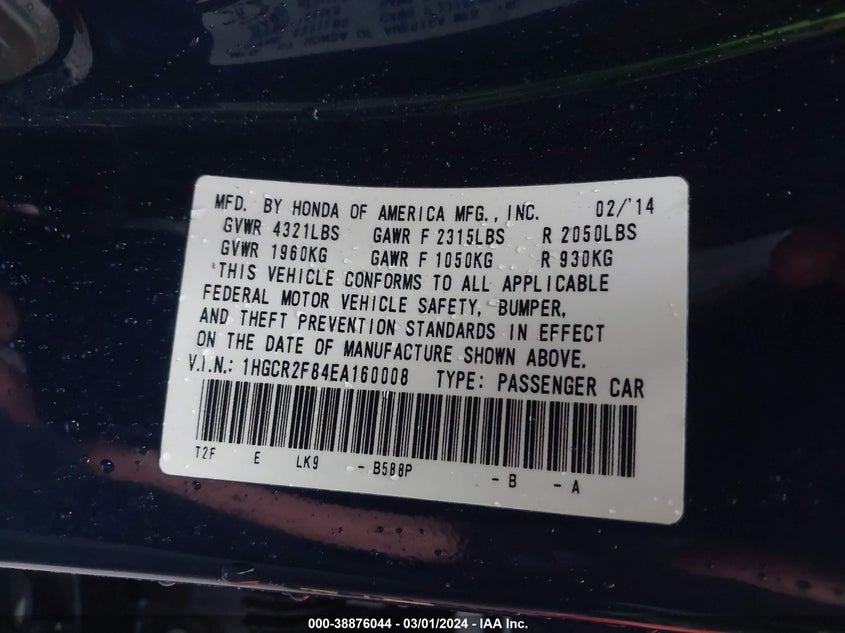 MFD. BY HONDA OF AMERICA MFG., INC. 02/'14
GVWR 4321LBS GAWR F 2315LBS R 2050LBS
GVWR 1960KG GAWR F 1050KG R 930KG
THIS VEHICLE CONFORMS TO ALL APPLICABLE
FEDERAL MOTOR VEHICLE SAFETY, BUMPER,
AND THEFT PREVENTION STANDARDS IN EFFECT
ON THE DATE OF MANUFACTURE SHOWN ABOVE.
V.I.N.: 1HGCR2F84EA160008 TYPE: PASSENGER CAR
T2F E LK9 - B588P - B - A
000-38876044 — 03/01/2024 — IAA Inc.